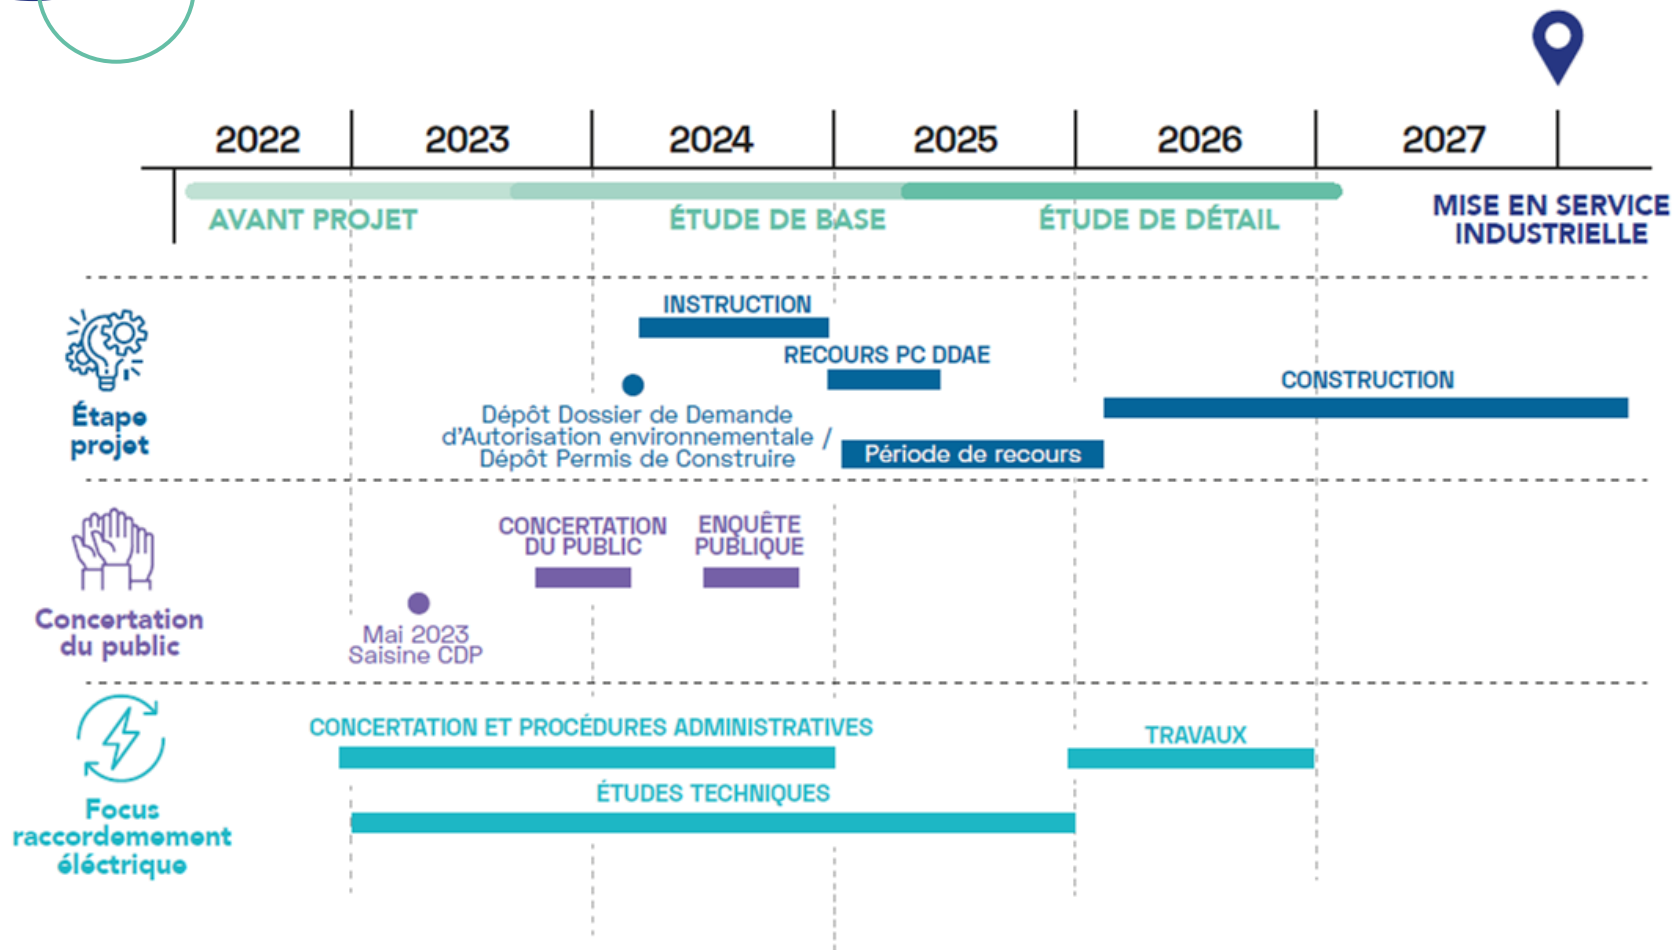 2022 2023 2024 2025 2026 2027
AVANT PROJET ÉTUDE DE BASE ÉTUDE DE DÉTAIL
MISE EN SERVICE
INDUSTRIELLE
Étape
projet
INSTRUCTION
RECOURS PC DDAE
CONSTRUCTION
Dépôt Dossier de Demande
d'Autorisation environnementale /
Dépôt Permis de Construire
Période de recours
Concertation
du public
CONCERTATION
DU PUBLIC
ENQUÊTE
PUBLIQUE
Mai 2023
Saisine CDP
Focus
raccordemement
éléctrique
CONCERTATION ET PROCÉDURES ADMINISTRATIVES
TRAVAUX
ÉTUDES TECHNIQUES